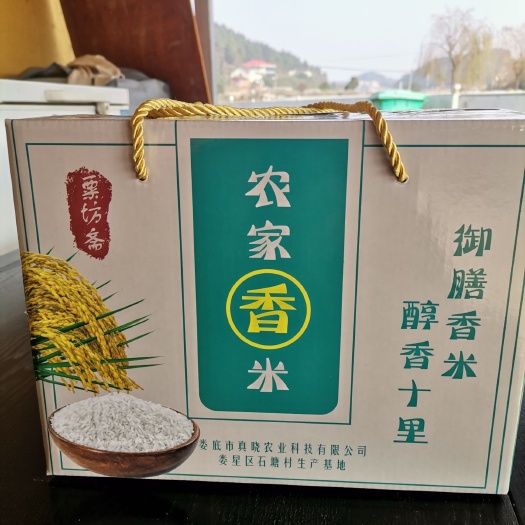 粟坊斋
农家香米
御膳香米
醇香十里
娄底市真晓农业科技有限公司
娄星区石塘村生产基地